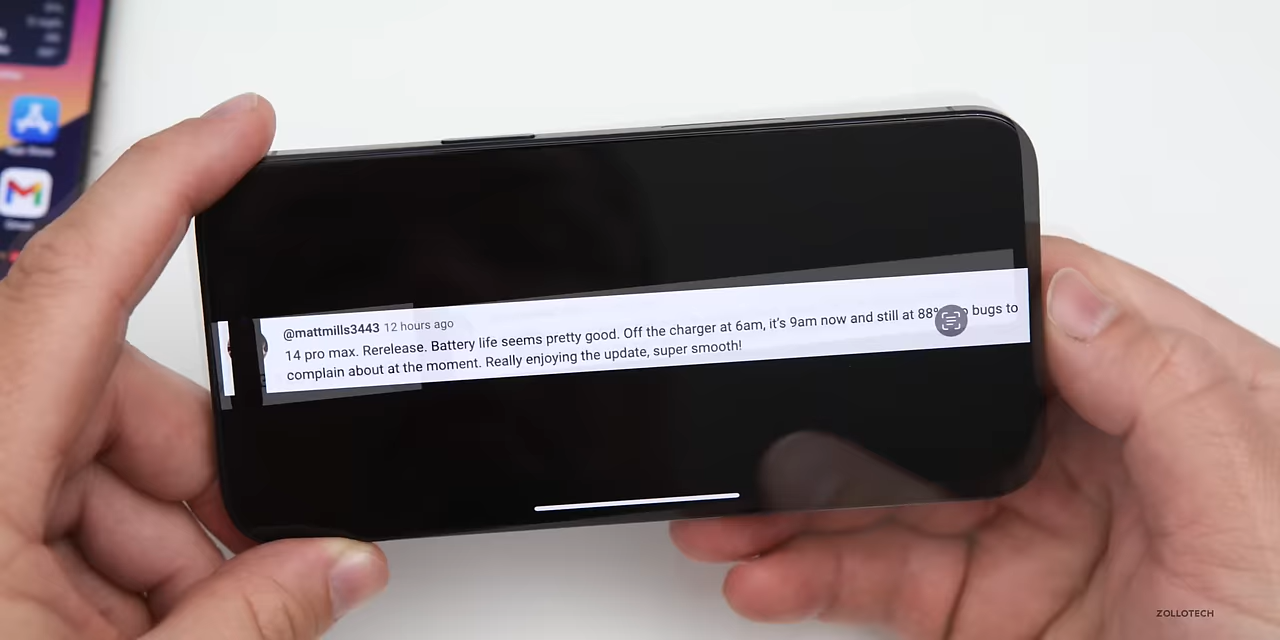 @mattmills3443 12 hours ago
14 pro max. Rerelease. Battery life seems pretty good. Off the charger at 6am, it's 9am now and still at 88% bugs to
complain about at the moment. Really enjoying the update, super smooth!
ZOLLOTECH